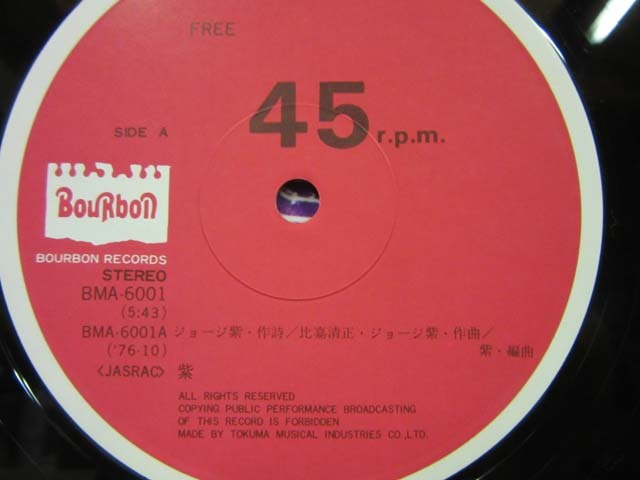 FREE
45 r.p.m.
SIDE A
BouRboN
BOURBON RECORDS
STEREO
BMA-6001
(5:43)
BMA-6001A ジョージ紫・作詩／比嘉清正・ジョージ紫・作曲／
('76·10) 紫・編曲
〈JASRAC〉 紫
ALL RIGHTS RESERVED
COPYING PUBLIC PERFORMANCE BROADCASTING
OF THIS RECORD IS FORBIDDEN
MADE BY TOKUMA MUSICAL INDUSTRIES CO.,LTD.